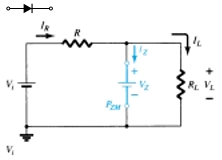 I_R
R
I_Z
I_L
V_i
+
V_Z
−
P_ZM
R_L
+
V_L
−
V_i